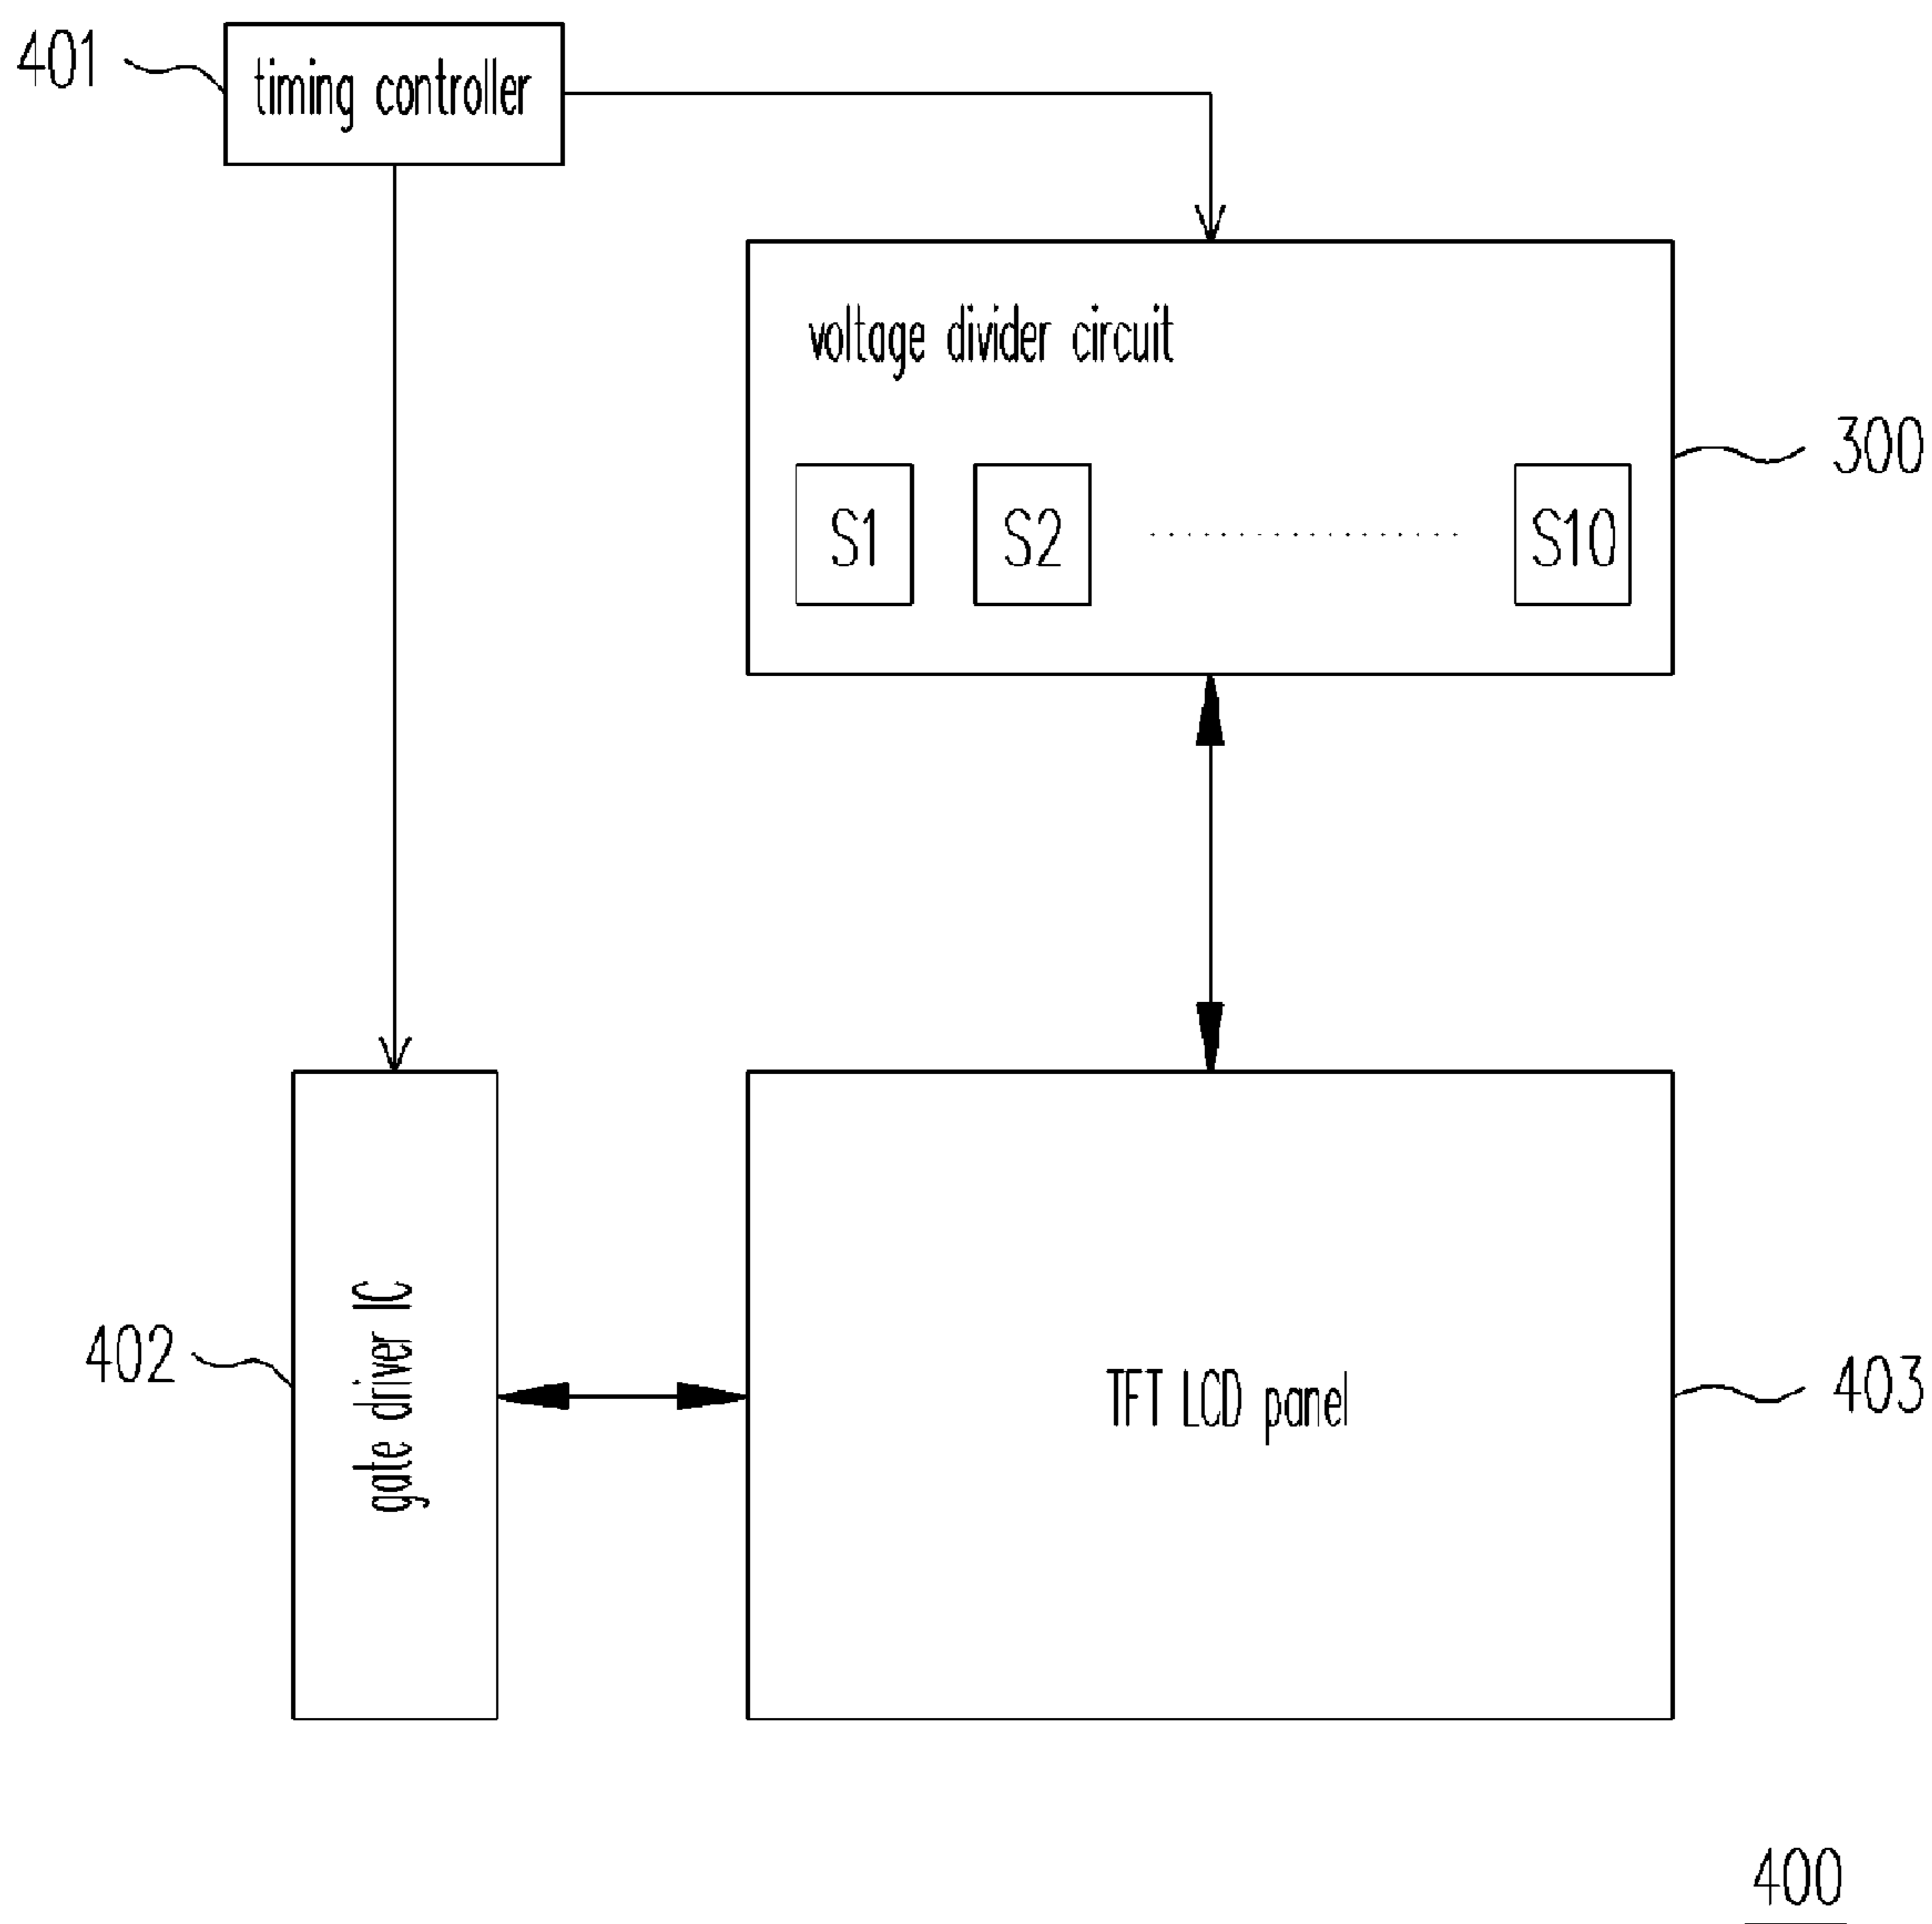 401
timing controller
voltage divider circuit
300
S1
S2
S10
402
gate driver IC
TFT LCD panel
403
400